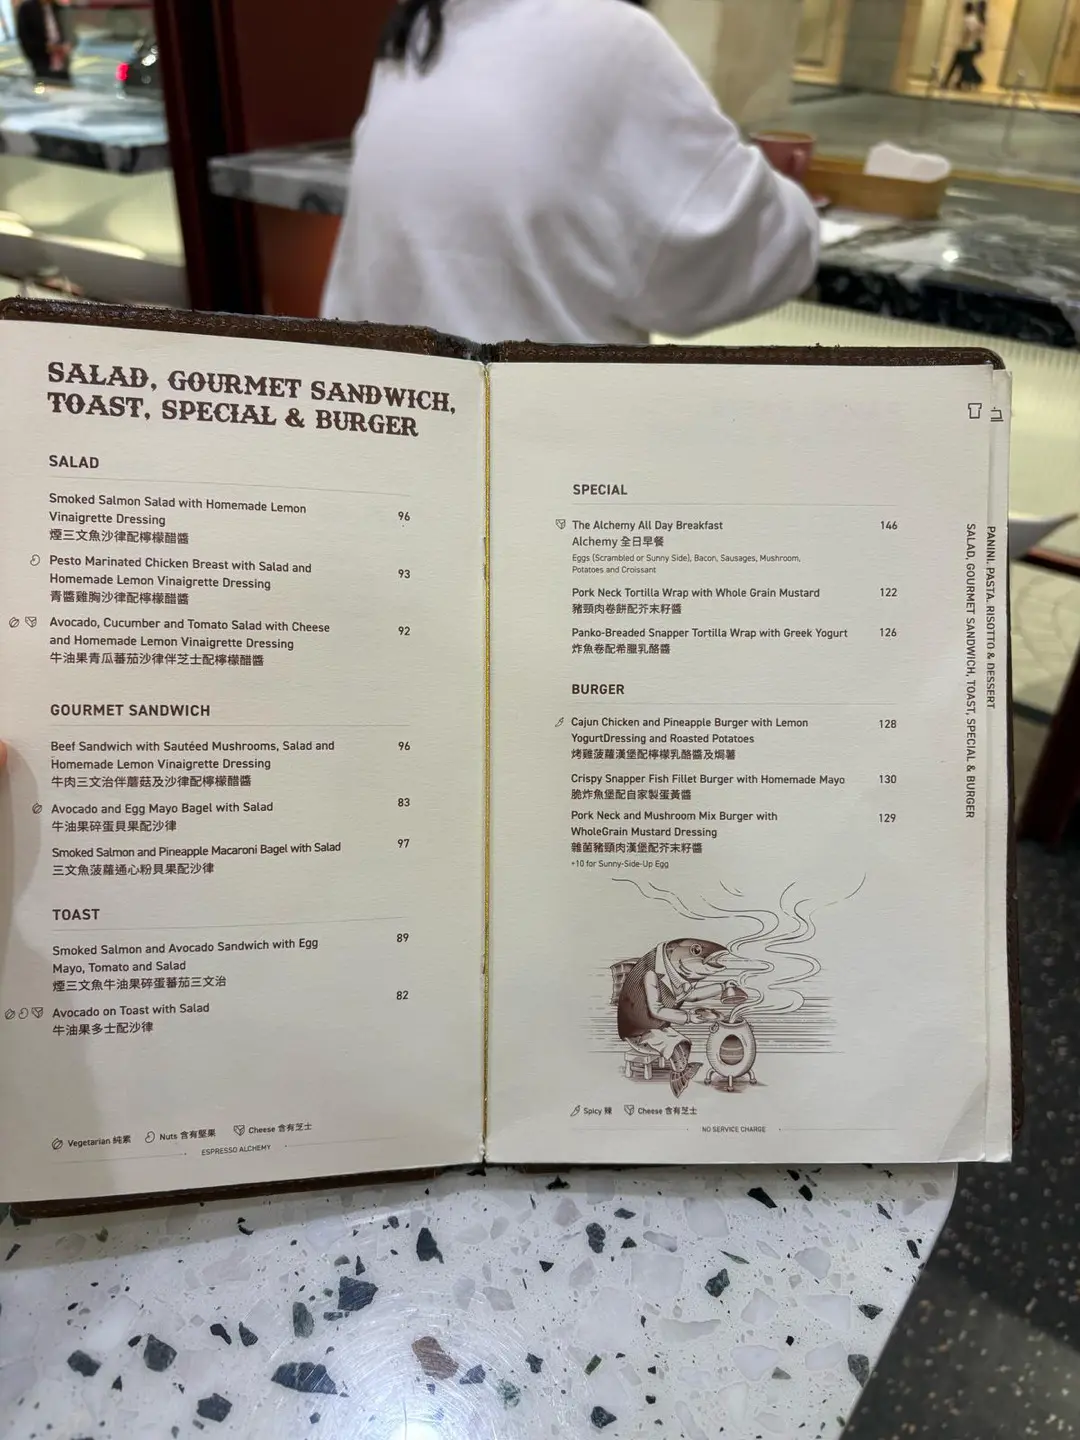 SALAD, GOURMET SANDWICH,
TOAST, SPECIAL & BURGER
SALAD
Smoked Salmon Salad with Homemade Lemon
Vinaigrette Dressing
96
煙三文魚沙律配檸檬醋醬
Pesto Marinated Chicken Breast with Salad and
Homemade Lemon Vinaigrette Dressing
93
青醬雞胸沙律配檸檬醋醬
Avocado, Cucumber and Tomato Salad with Cheese
and Homemade Lemon Vinaigrette Dressing
92
牛油果青瓜蕃茄沙律伴芝士配檸檬醋醬
GOURMET SANDWICH
Beef Sandwich with Sautéed Mushrooms, Salad and
Homemade Lemon Vinaigrette Dressing
96
牛肉三文治伴蘑菇及沙律配檸檬醋醬
Avocado and Egg Mayo Bagel with Salad
83
牛油果碎蛋貝果配沙律
Smoked Salmon and Pineapple Macaroni Bagel with Salad
97
三文魚菠蘿通心粉貝果配沙律
TOAST
Smoked Salmon and Avocado Sandwich with Egg
Mayo, Tomato and Salad
89
煙三文魚牛油果碎蛋蕃茄三文治
Avocado on Toast with Salad
82
牛油果多士配沙律
Vegetarian 純素 Nuts 含有堅果 Cheese 含有芝士
ESPRESSO ALCHEMY
SPECIAL
The Alchemy All Day Breakfast
146
Alchemy 全日早餐
Eggs (Scrambled or Sunny Side), Bacon, Sausages, Mushroom,
Potatoes and Croissant
Pork Neck Tortilla Wrap with Whole Grain Mustard
122
豬頸肉卷餅配芥末籽醬
Panko-Breaded Snapper Tortilla Wrap with Greek Yogurt
126
炸魚卷配希臘乳酪醬
BURGER
Cajun Chicken and Pineapple Burger with Lemon
128
YogurtDressing and Roasted Potatoes
烤雞菠蘿漢堡配檸檬乳酪醬及焗薯
Crispy Snapper Fish Fillet Burger with Homemade Mayo
130
脆炸魚堡配自家製蛋黃醬
Pork Neck and Mushroom Mix Burger with
129
WholeGrain Mustard Dressing
雜菌豬頸肉漢堡配芥末籽醬
+10 for Sunny-Side-Up Egg
Spicy 辣 Cheese 含有芝士
NO SERVICE CHARGE
SALAD, GOURMET SANDWICH, TOAST, SPECIAL & BURGER
PANINI, PASTA, RISOTTO & DESSERT